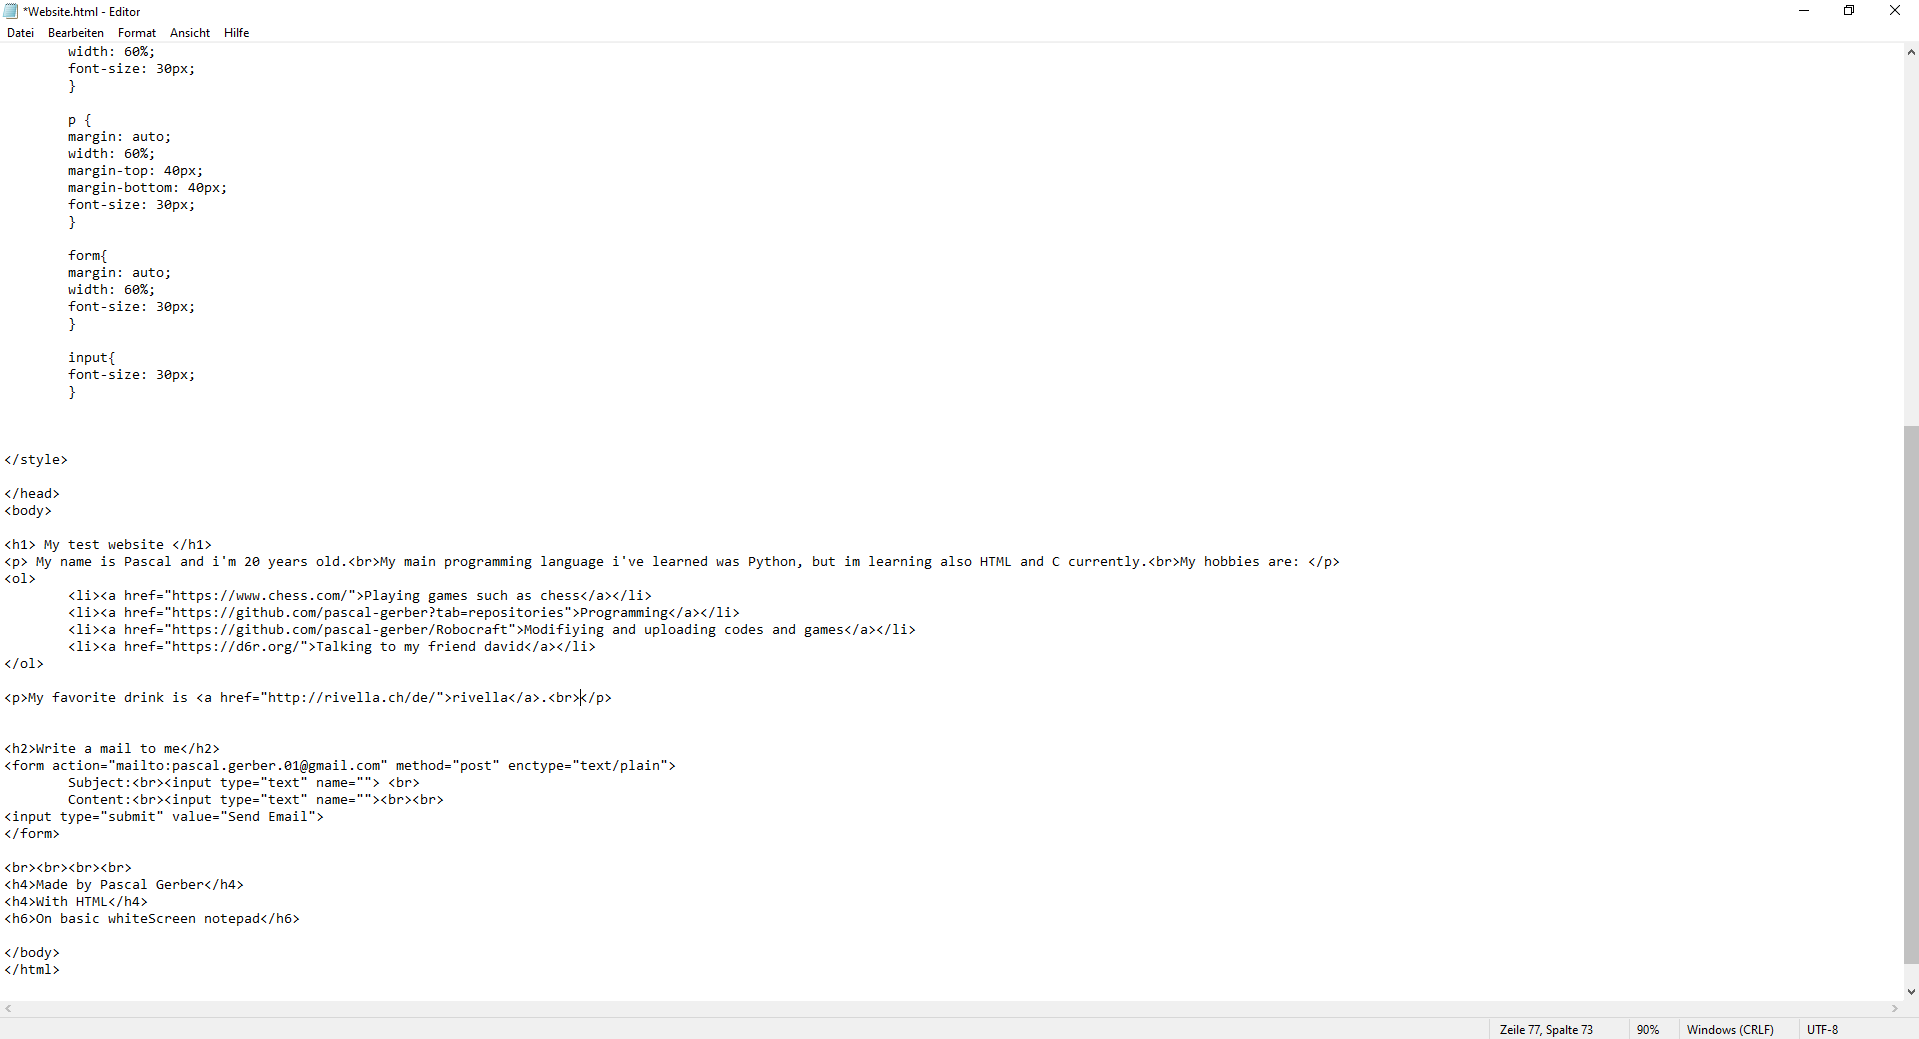 *Website.html - Editor
Datei Bearbeiten Format Ansicht Hilfe
width: 60%;
font-size: 30px;
}
p {
margin: auto;
width: 60%;
margin-top: 40px;
margin-bottom: 40px;
font-size: 30px;
}
form{
margin: auto;
width: 60%;
font-size: 30px;
}
input{
font-size: 30px;
}
</style>
</head>
<body>
<h1> My test website </h1>
<p> My name is Pascal and i'm 20 years old.<br>My main programming language i've learned was Python, but im learning also HTML and C currently.<br>My hobbies are: </p>
<ol>
<li><a href="https://www.chess.com/">Playing games such as chess</a></li>
<li><a href="https://github.com/pascal-gerber?tab=repositories">Programming</a></li>
<li><a href="https://github.com/pascal-gerber/Robocraft">Modifiying and uploading codes and games</a></li>
<li><a href="https://d6r.org/">Talking to my friend david</a></li>
</ol>
<p>My favorite drink is <a href="http://rivella.ch/de/">rivella</a>.<br></p>
<h2>Write a mail to me</h2>
<form action="mailto:pascal.gerber.01@gmail.com" method="post" enctype="text/plain">
Subject:<br><input type="text" name=""> <br>
Content:<br><input type="text" name=""><br><br>
<input type="submit" value="Send Email">
</form>
<br><br><br><br>
<h4>Made by Pascal Gerber</h4>
<h4>With HTML</h4>
<h6>On basic whiteScreen notepad</h6>
</body>
</html>
Zeile 77, Spalte 73 90% Windows (CRLF) UTF-8